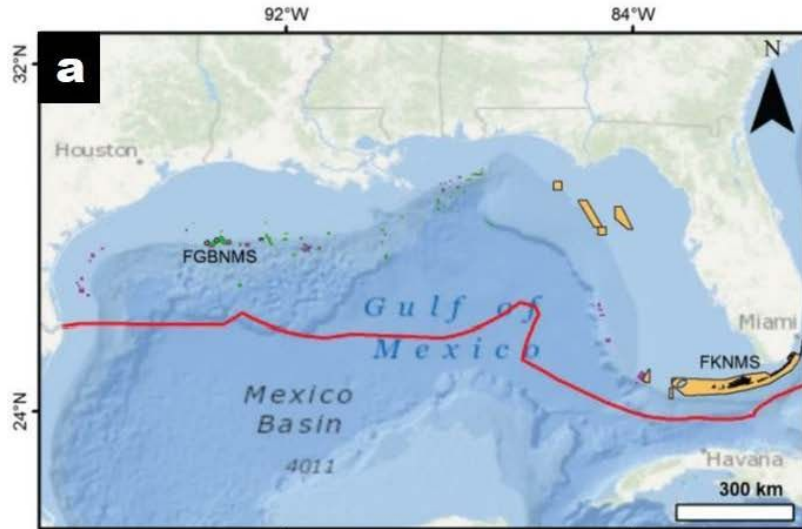 92°W 84°W
a
N
32°N
Houston
FGBNMS
Gulf of
Mexico
Miami
FKNMS
Mexico
Basin
24°N
4011
Havana
300 km